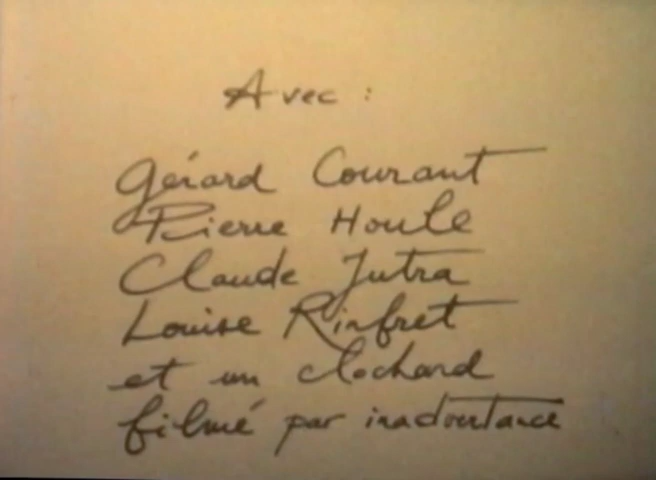 Avec :
Gérard Courant
Pierre Houle
Claude Jutra
Louise Rinfret
et un clochard
filmé par inadvertance